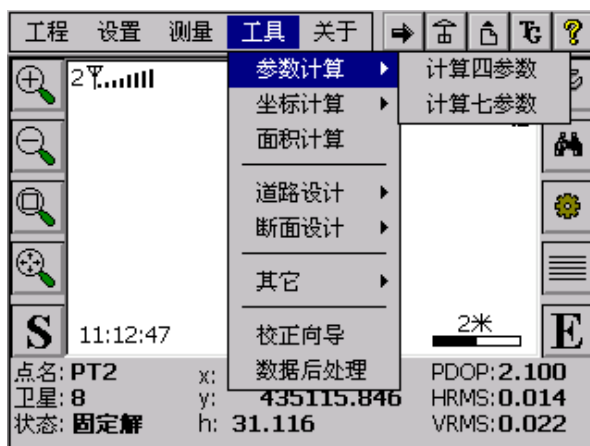 工程 设置 测量 工具 关于 ?
2
参数计算
计算四参数
坐标计算
计算七参数
面积计算
道路设计
断面设计
其它
校正向导
数据后处理
S
11:12:47
2米
E
点名: PT2 x: PDOP: 2.100
卫星: 8 y: 435115.846 HRMS: 0.014
状态: 固定解 h: 31.116 VRMS: 0.022